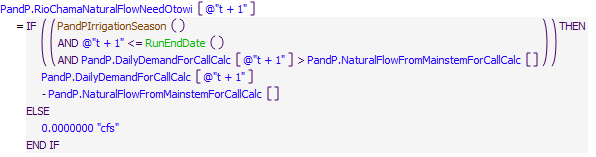 PandP.RioChamaNaturalFlowNeedOtowi [ @"t + 1" ]
= IF ( ( ( PandPIrrigationSeason ( )
AND @"t + 1" <= RunEndDate ( )
AND PandP.DailyDemandForCallCalc [ @"t + 1" ] > PandP.NaturalFlowFromMainstemForCallCalc [ ] ) ) ) THEN
PandP.DailyDemandForCallCalc [ @"t + 1" ]
- PandP.NaturalFlowFromMainstemForCallCalc [ ]
ELSE
0.0000000 "cfs"
END IF